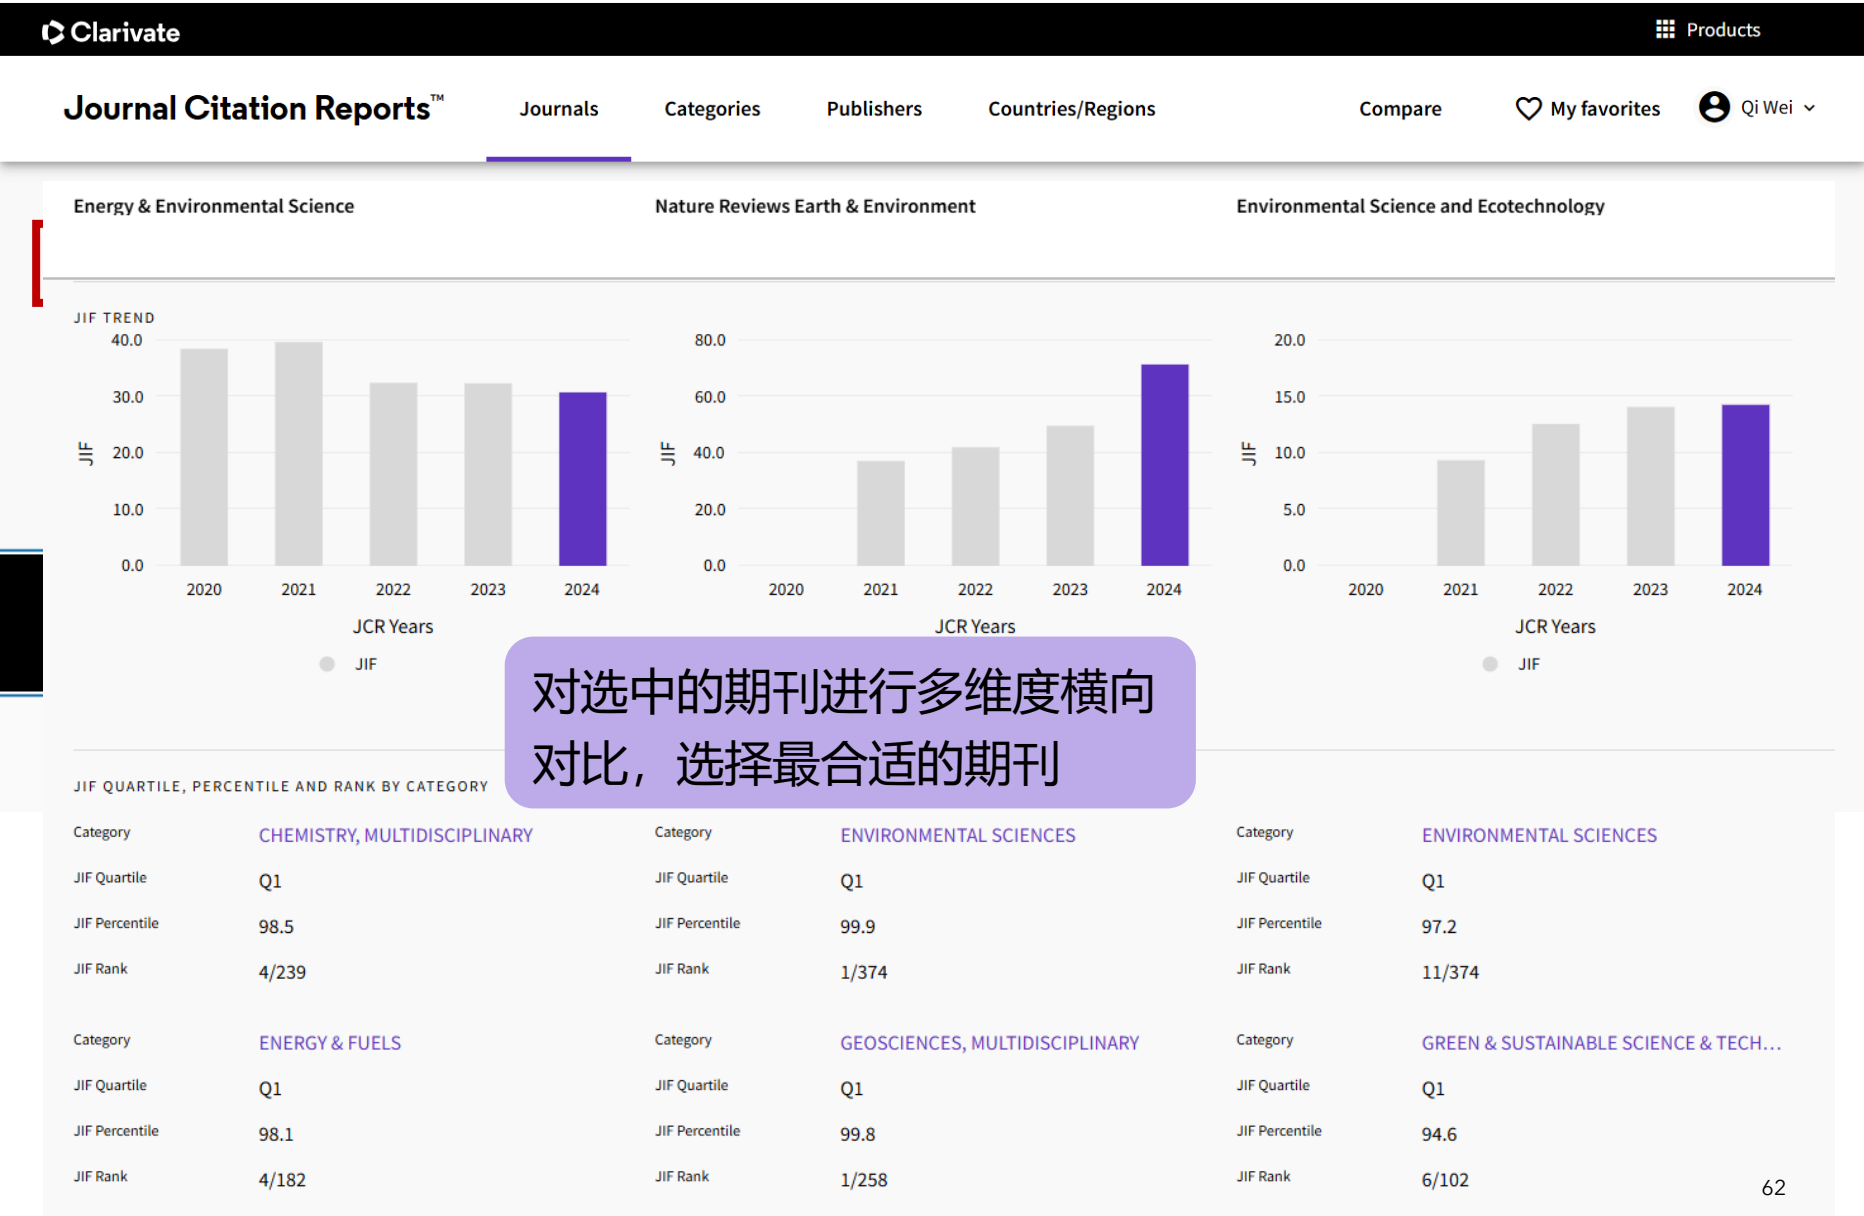 Clarivate
Products
Journal Citation Reports™
Journals
Categories
Publishers
Countries/Regions
Compare
My favorites
Qi Wei
Energy & Environmental Science
Nature Reviews Earth & Environment
Environmental Science and Ecotechnology
JIF TREND
40.0
30.0
20.0
10.0
0.0
JIF
2020 2021 2022 2023 2024
JCR Years
JIF
80.0
60.0
40.0
20.0
0.0
JIF
2020 2021 2022 2023 2024
JCR Years
20.0
15.0
10.0
5.0
0.0
JIF
2020 2021 2022 2023 2024
JCR Years
JIF
对选中的期刊进行多维度横向
对比，选择最合适的期刊
JIF QUARTILE, PERCENTILE AND RANK BY CATEGORY
Category CHEMISTRY, MULTIDISCIPLINARY
JIF Quartile Q1
JIF Percentile 98.5
JIF Rank 4/239
Category ENERGY & FUELS
JIF Quartile Q1
JIF Percentile 98.1
JIF Rank 4/182
Category ENVIRONMENTAL SCIENCES
JIF Quartile Q1
JIF Percentile 99.9
JIF Rank 1/374
Category GEOSCIENCES, MULTIDISCIPLINARY
JIF Quartile Q1
JIF Percentile 99.8
JIF Rank 1/258
Category ENVIRONMENTAL SCIENCES
JIF Quartile Q1
JIF Percentile 97.2
JIF Rank 11/374
Category GREEN & SUSTAINABLE SCIENCE & TECH...
JIF Quartile Q1
JIF Percentile 94.6
JIF Rank 6/102
62